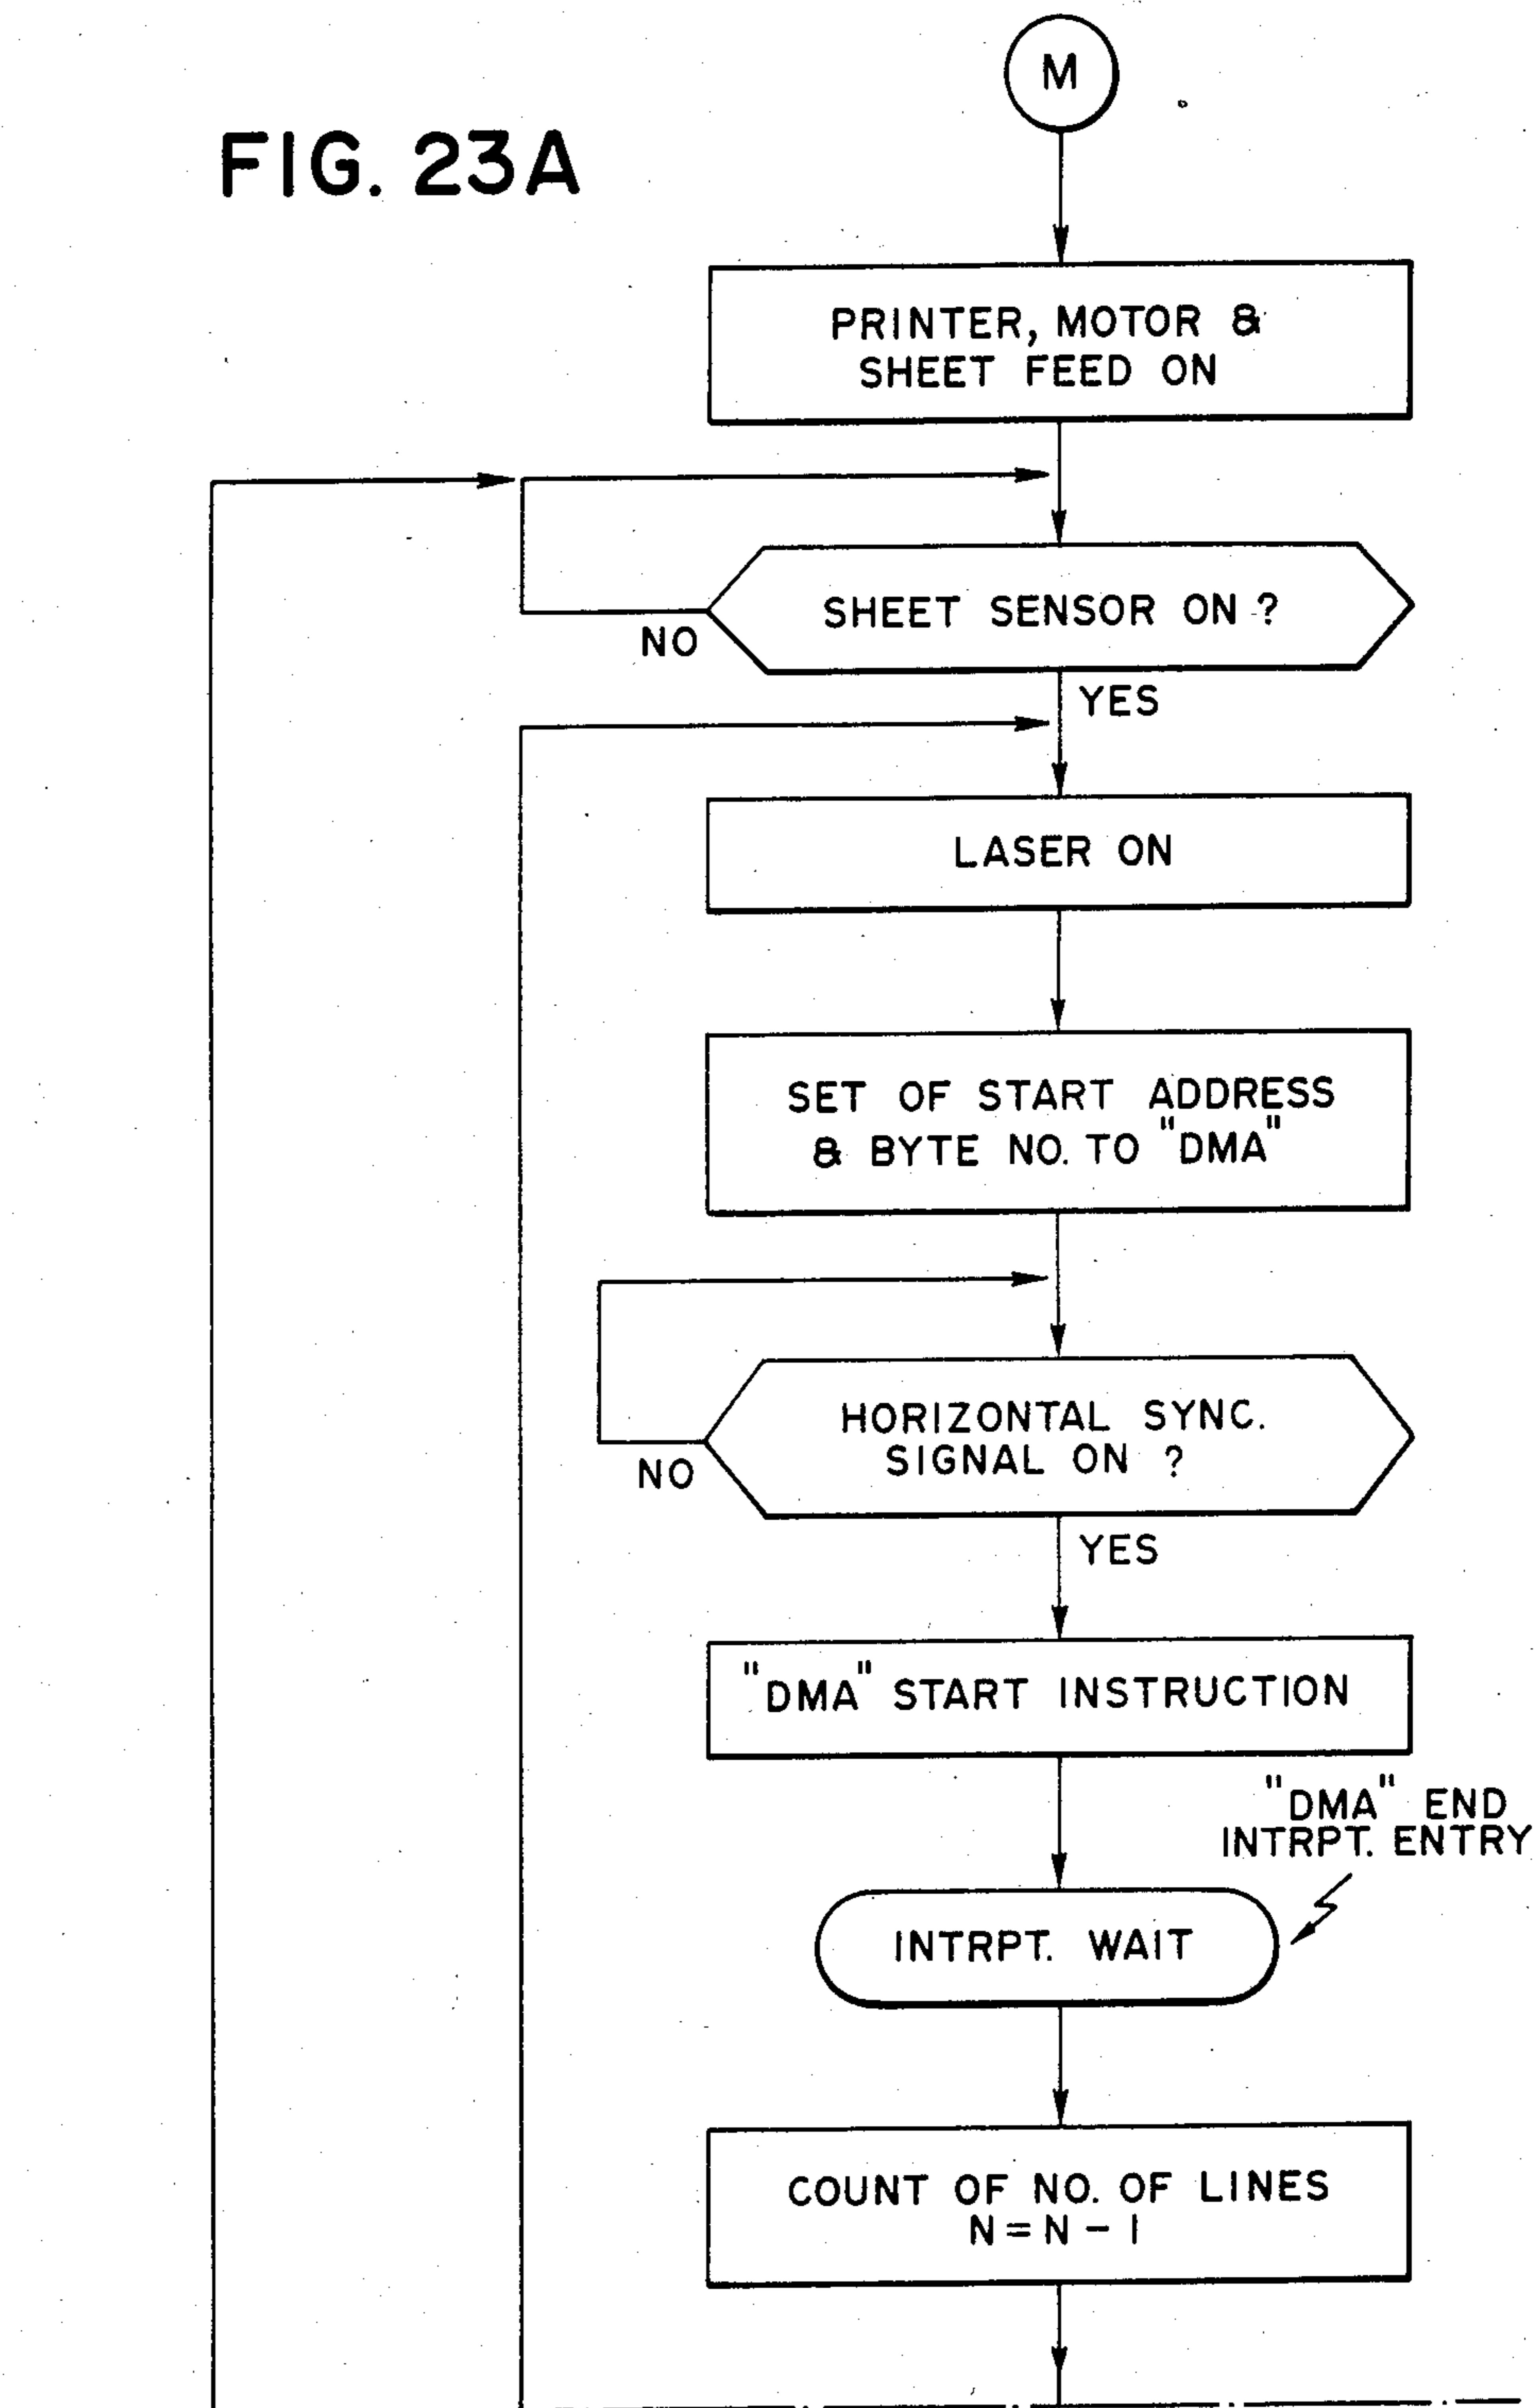 M
FIG. 23A
PRINTER, MOTOR &
SHEET FEED ON
SHEET SENSOR ON ?
NO
YES
LASER ON
SET OF START ADDRESS
& BYTE NO. TO "DMA"
HORIZONTAL SYNC.
SIGNAL ON ?
NO
YES
"DMA" START INSTRUCTION
"DMA" END
INTRPT. ENTRY
INTRPT. WAIT
COUNT OF NO. OF LINES
N = N - 1